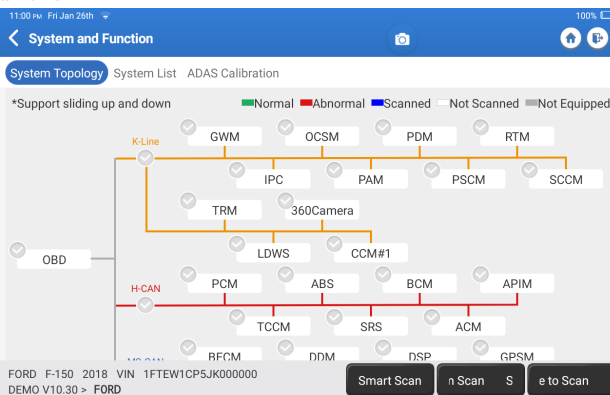 11:00 PM Fri Jan 26th 100%
System and Function
System Topology System List ADAS Calibration
*Support sliding up and down Normal Abnormal Scanned Not Scanned Not Equipped
K-Line GWM OCSM PDM RTM
IPC PAM PSCM SCCM
TRM 360Camera
LDWS CCM#1
OBD
H-CAN PCM ABS BCM APIM
TCCM SRS ACM
BECM DDM DSP GPSM
FORD F-150 2018 VIN 1FTEW1CP5JK000000
DEMO V10.30 > FORD
Smart Scan n Scan S e to Scan